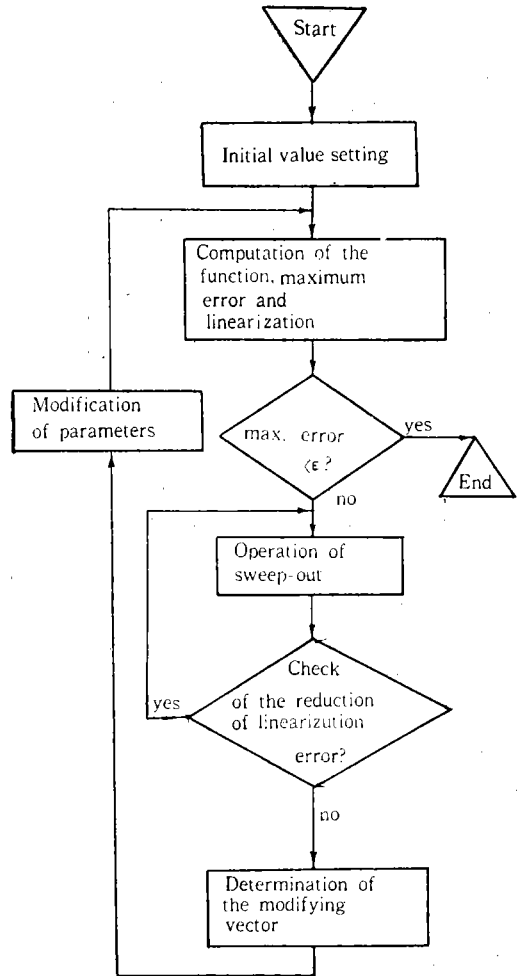 Start
Initial value setting
Computation of the
function, maximum
error and
linearization
Modification
of parameters
max. error
<ε?
yes
End
no
Operation of
sweep-out
Check
of the reduction
of linearizution
error?
yes
no
Determination of
the modifying
vector